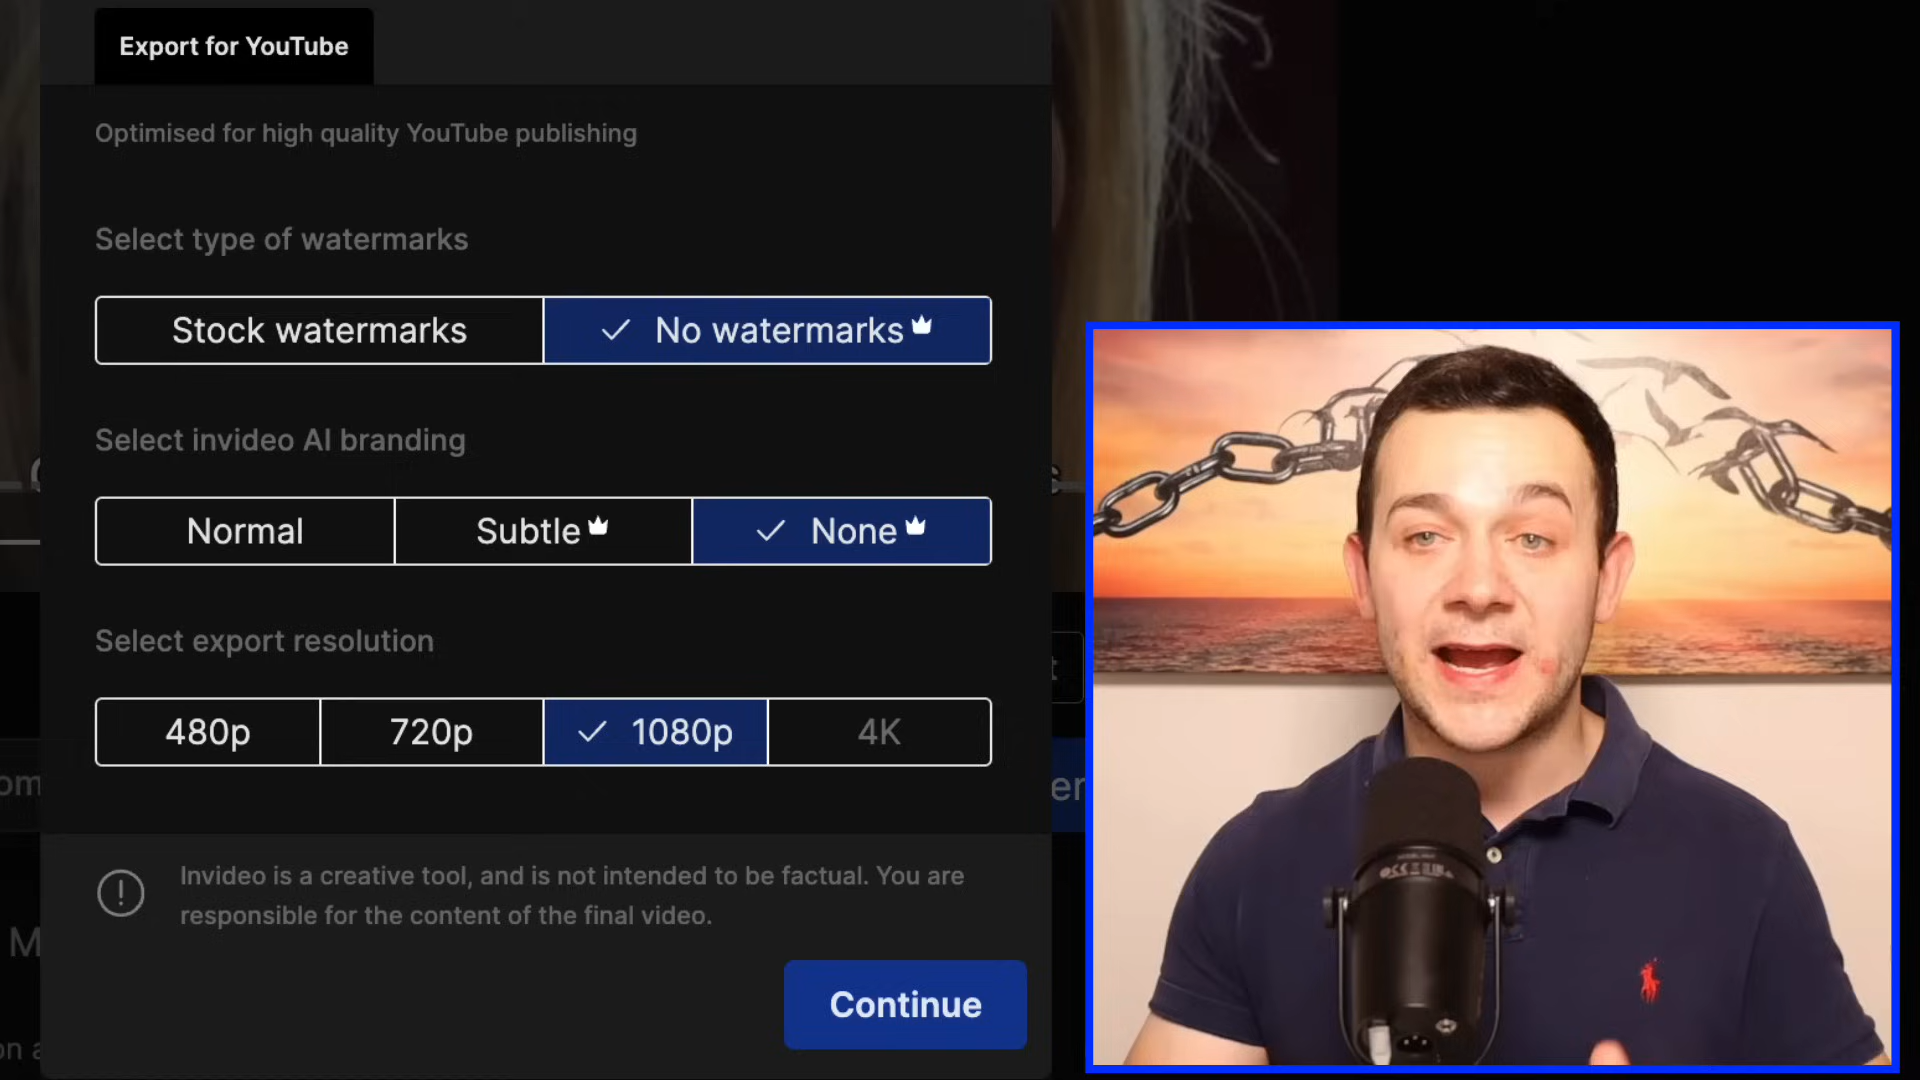 Export for YouTube
Optimised for high quality YouTube publishing
Select type of watermarks
Stock watermarks
No watermarks
Select invideo AI branding
Normal
Subtle
None
Select export resolution
480p
720p
1080p
4K
Invideo is a creative tool, and is not intended to be factual. You are
responsible for the content of the final video.
Continue